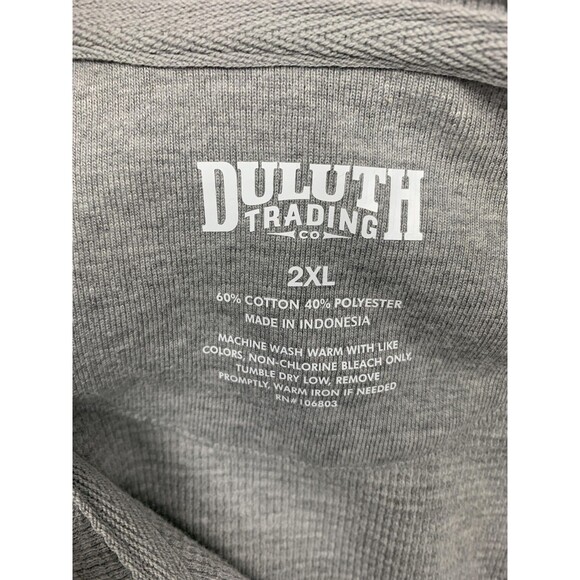 DULUTH
TRADING
CO
2XL
60% COTTON 40% POLYESTER
MADE IN INDONESIA
MACHINE WASH WARM WITH LIKE
COLORS, NON-CHLORINE BLEACH ONLY,
TUMBLE DRY LOW, REMOVE
PROMPTLY, WARM IRON IF NEEDED
RN#106803